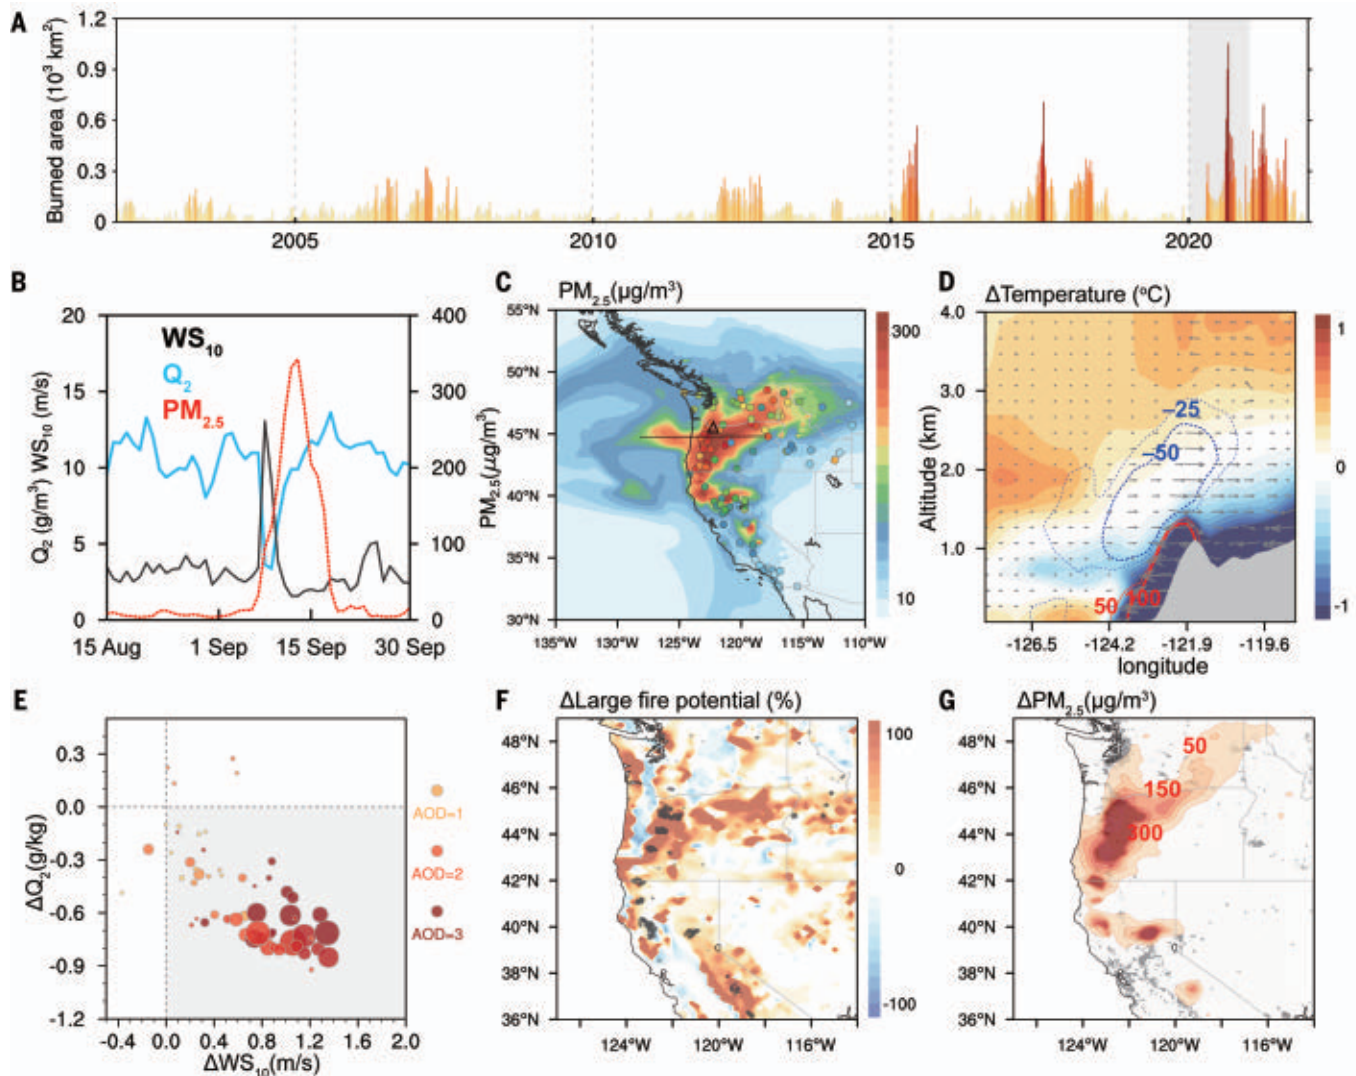 A
Burned area (10³ km²)
1.2
0.9
0.6
0.3
0
2005
2010
2015
2020
B
20
15
10
5
0
Q₂ (g/m³) WS₁₀ (m/s)
WS₁₀
Q₂
PM₂.₅
400
300
200
100
0
PM₂.₅(µg/m³)
15 Aug
1 Sep
15 Sep
30 Sep
C
PM₂.₅(µg/m³)
55°N
50°N
45°N
40°N
35°N
30°N
135°W
130°W
125°W
120°W
115°W
110°W
300
10
D
ΔTemperature (°C)
4.0
3.0
2.0
1.0
Altitude (km)
-25
-50
50
100
-126.5
-124.2
-121.9
-119.6
longitude
1
0
-1
E
0.3
0.0
-0.3
-0.6
-0.9
-1.2
ΔQ₂(g/kg)
-0.4
0.0
0.4
0.8
1.2
1.6
2.0
ΔWS₁₀(m/s)
AOD=1
AOD=2
AOD=3
F
ΔLarge fire potential (%)
48°N
46°N
44°N
42°N
40°N
38°N
36°N
124°W
120°W
116°W
100
0
-100
G
ΔPM₂.₅(µg/m³)
48°N
46°N
44°N
42°N
40°N
38°N
36°N
124°W
120°W
116°W
50
150
300